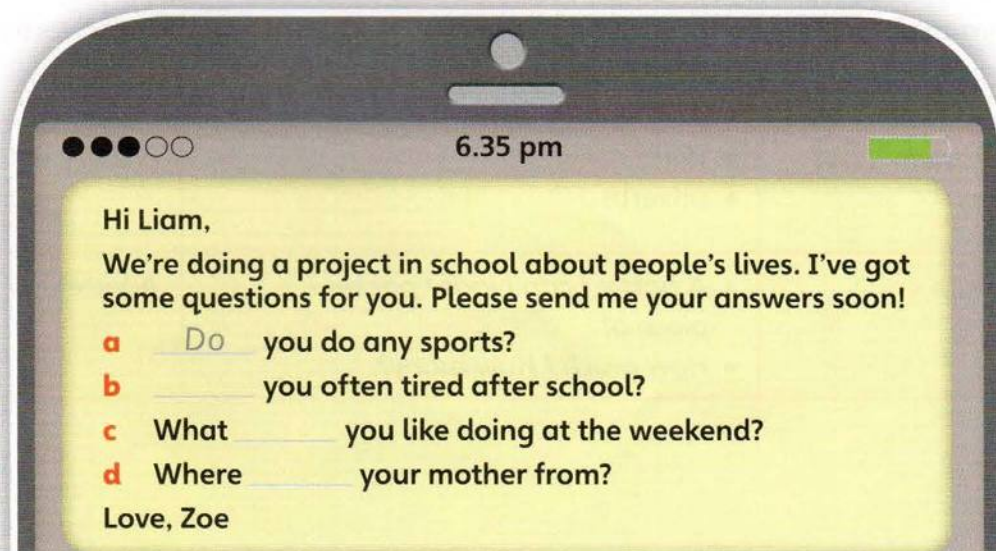 6.35 pm
Hi Liam,
We're doing a project in school about people's lives. I've got
some questions for you. Please send me your answers soon!
a Do you do any sports?
b you often tired after school?
c What you like doing at the weekend?
d Where your mother from?
Love, Zoe